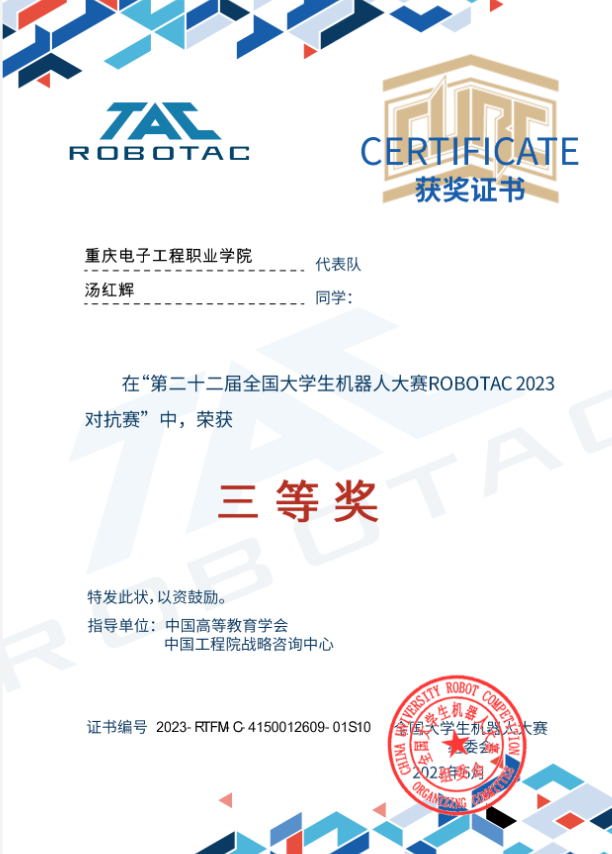 TAC
ROBOTAC
CURC
CERTIFICATE
获奖证书
重庆电子工程职业学院 代表队
汤红辉 同学：
在“第二十二届全国大学生机器人大赛ROBOTAC 2023
对抗赛”中，荣获
三等奖
特发此状，以资鼓励。
指导单位：中国高等教育学会
中国工程院战略咨询中心
证书编号 2023- RTFM C- 4150012609- 01S10
全国大学生机器人大赛
组委会
2023年6月
CHINA UNIVERSITY ROBOT COMPETITION
ORGANIZING COMMITTEE
全国大学生机器人大赛
组委会
TAC
ROBOTAC